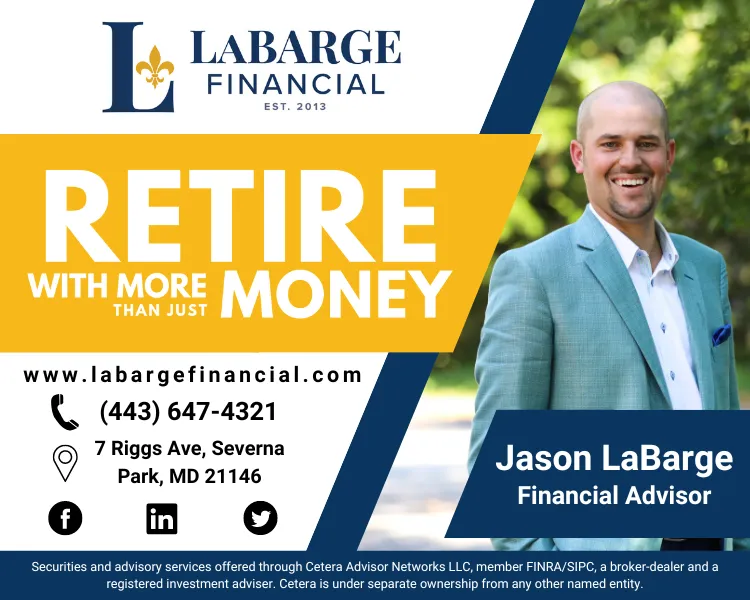 LABARGE
FINANCIAL
EST. 2013
RETIRE
WITH MORE
THAN JUST
MONEY
www.labargefinancial.com
(443) 647-4321
7 Riggs Ave, Severna
Park, MD 21146
Jason LaBarge
Financial Advisor
Securities and advisory services offered through Cetera Advisor Networks LLC, member FINRA/SIPC, a broker-dealer and a
registered investment adviser. Cetera is under separate ownership from any other named entity.